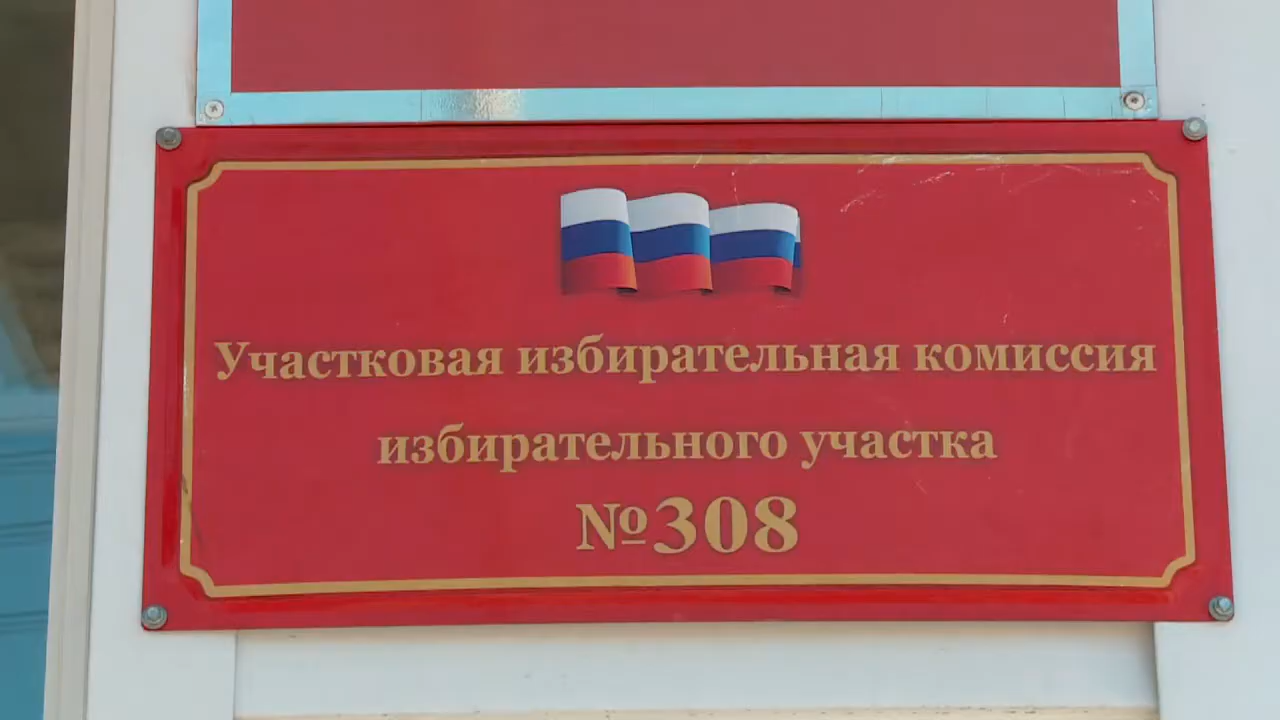 Участковая избирательная комиссия
избирательного участка
№308